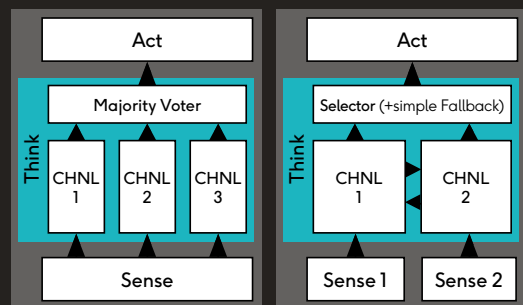 Act
Majority Voter
Think
CHNL
1
CHNL
2
CHNL
3
Sense
Act
Selector (+simple Fallback)
Think
CHNL
1
CHNL
2
Sense 1
Sense 2